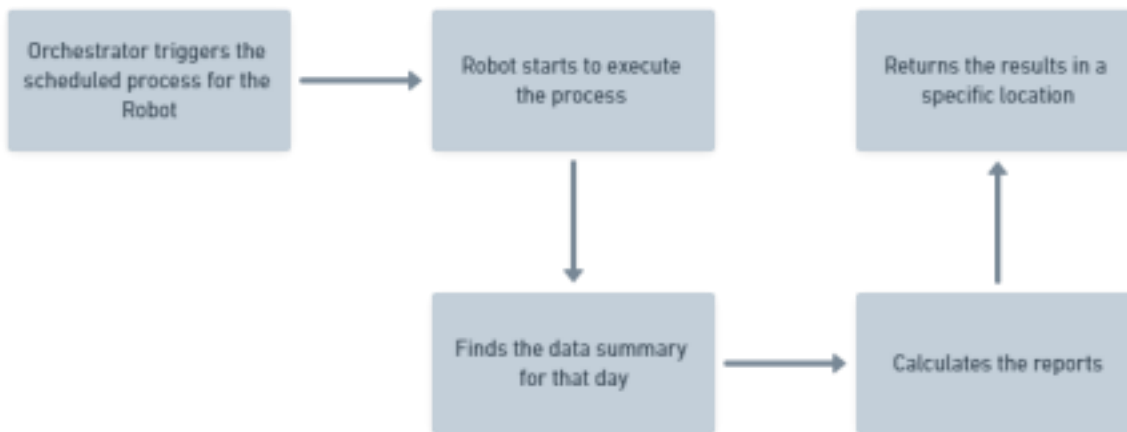 Orchestrator triggers the
scheduled process for the
Robot
Robot starts to execute
the process
Finds the data summary
for that day
Calculates the reports
Returns the results in a
specific location